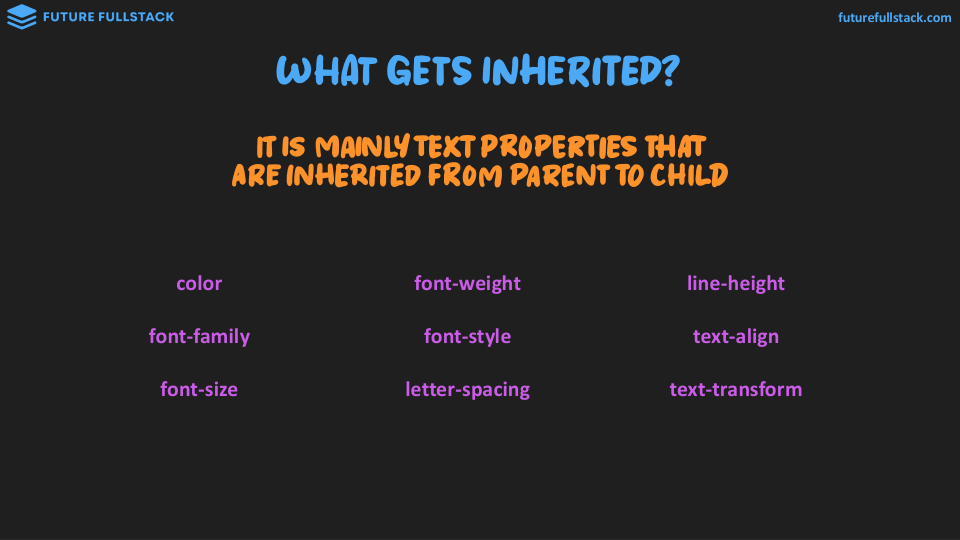 FUTURE FULLSTACK
futurefullstack.com
WHAT GETS INHERITED?
IT IS MAINLY TEXT PROPERTIES THAT
ARE INHERITED FROM PARENT TO CHILD
color
font-weight
line-height
font-family
font-style
text-align
font-size
letter-spacing
text-transform